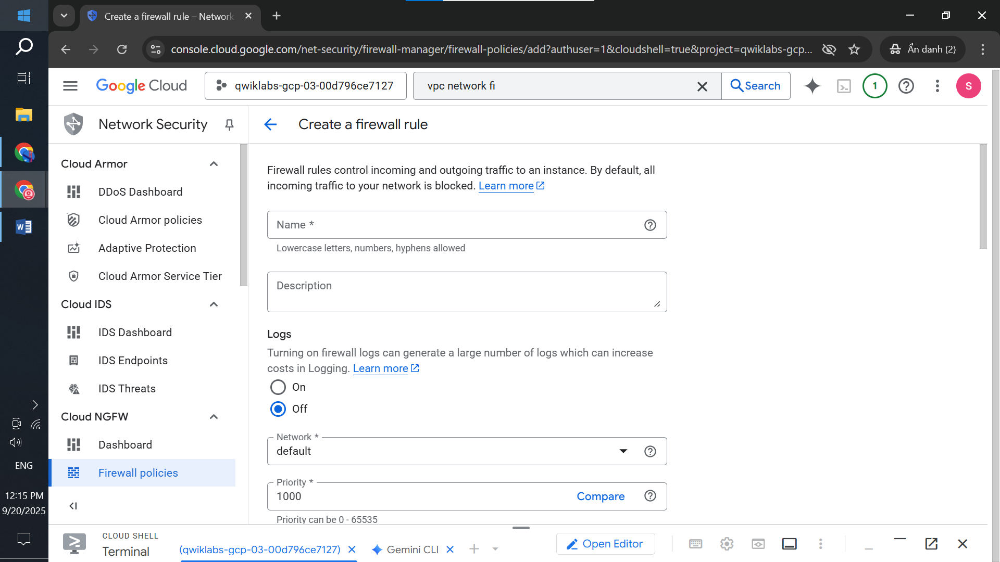 Create a firewall rule – Network
console.cloud.google.com/net-security/firewall-manager/firewall-policies/add?authuser=1&cloudshell=true&project=qwiklabs-gcp...
Ẩn danh (2)
Google Cloud
qwiklabs-gcp-03-00d796ce7127
vpc network fi
Search
1
S
Network Security
Create a firewall rule
Cloud Armor
DDoS Dashboard
Cloud Armor policies
Adaptive Protection
Cloud Armor Service Tier
Cloud IDS
IDS Dashboard
IDS Endpoints
IDS Threats
Cloud NGFW
Dashboard
Firewall policies
Firewall rules control incoming and outgoing traffic to an instance. By default, all
incoming traffic to your network is blocked. Learn more
Name *
Lowercase letters, numbers, hyphens allowed
Description
Logs
Turning on firewall logs can generate a large number of logs which can increase
costs in Logging. Learn more
On
Off
Network *
default
Priority *
1000
Compare
Priority can be 0 - 65535
CLOUD SHELL
Terminal
(qwiklabs-gcp-03-00d796ce7127)
Gemini CLI
Open Editor
W
ENG
12:15 PM
9/20/2025